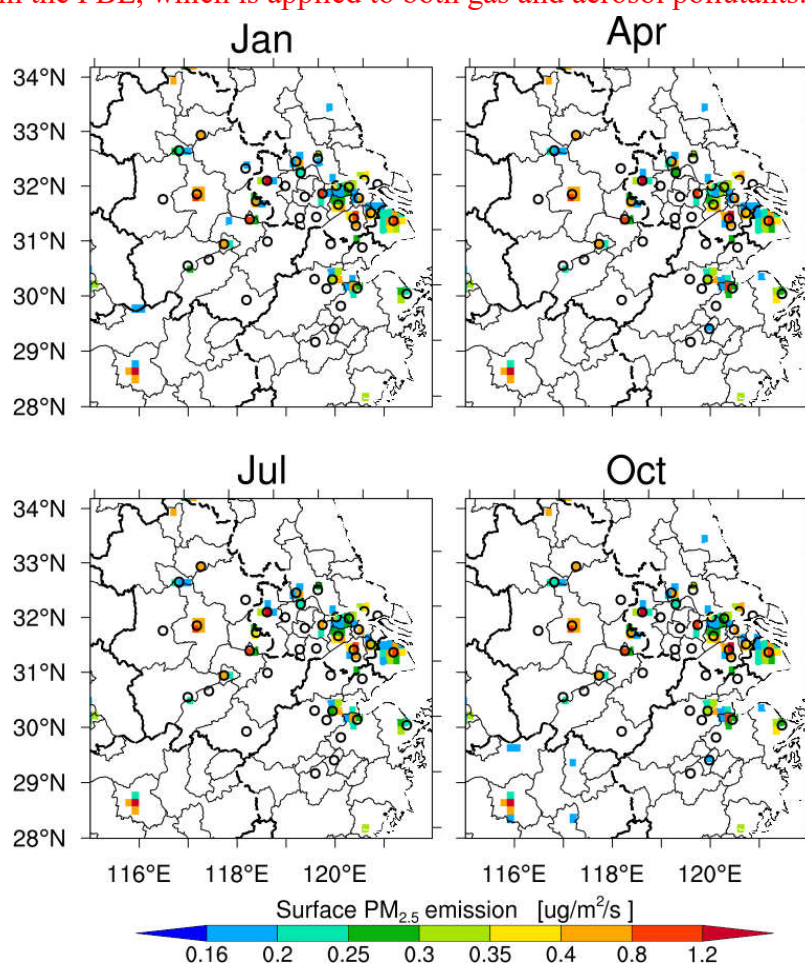 in the PBL, which is applied to both gas and aerosol pollutants.
Jan Apr
34°N
33°N
32°N
31°N
30°N
29°N
28°N
Jul Oct
34°N
33°N
32°N
31°N
30°N
29°N
28°N
116°E 118°E 120°E 116°E 118°E 120°E
Surface PM2.5 emission [ug/m²/s ]
0.16 0.2 0.25 0.3 0.35 0.4 0.8 1.2